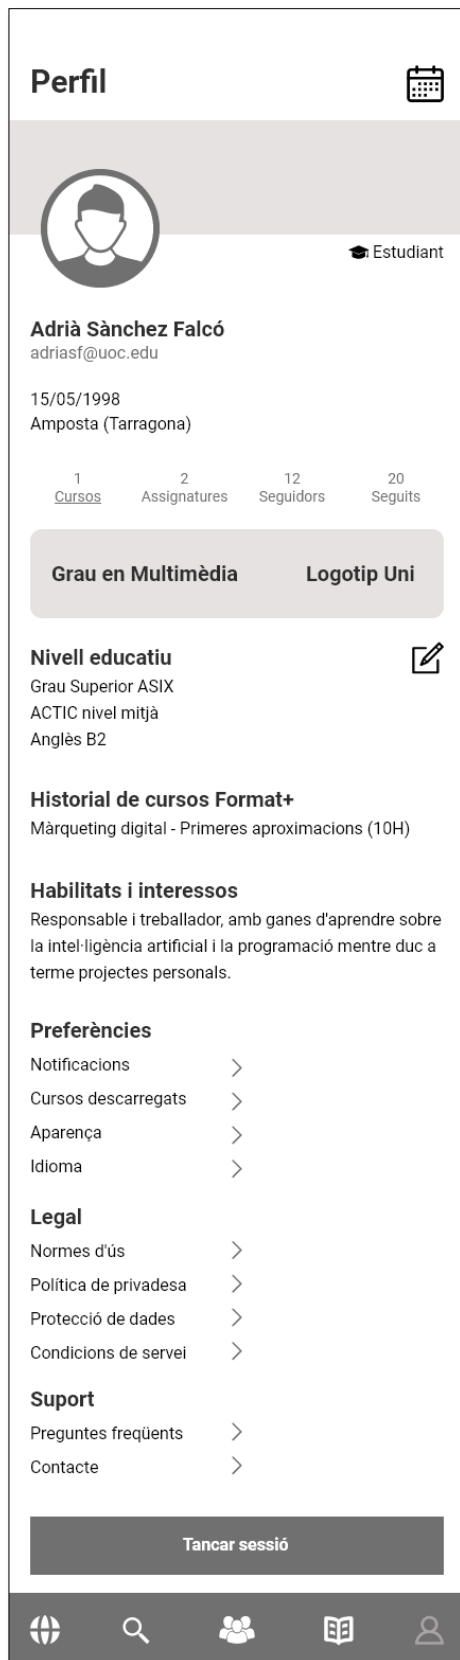 Perfil
Estudiant
Adrià Sànchez Falcó
adriasf@uoc.edu
15/05/1998
Amposta (Tarragona)
1 2 12 20
Cursos Assignatures Seguidors Seguits
Grau en Multimèdia Logotip Uni
Nivell educatiu
Grau Superior ASIX
ACTIC nivel mitjà
Anglès B2
Historial de cursos Format+
Màrqueting digital - Primeres aproximacions (10H)
Habilitats i interessos
Responsable i treballador, amb ganes d'aprendre sobre
la intel·ligència artificial i la programació mentre duc a
terme projectes personals.
Preferències
Notificacions
Cursos descarregats
Aparença
Idioma
Legal
Normes d'ús
Política de privadesa
Protecció de dades
Condicions de servei
Suport
Preguntes freqüents
Contacte
Tancar sessió